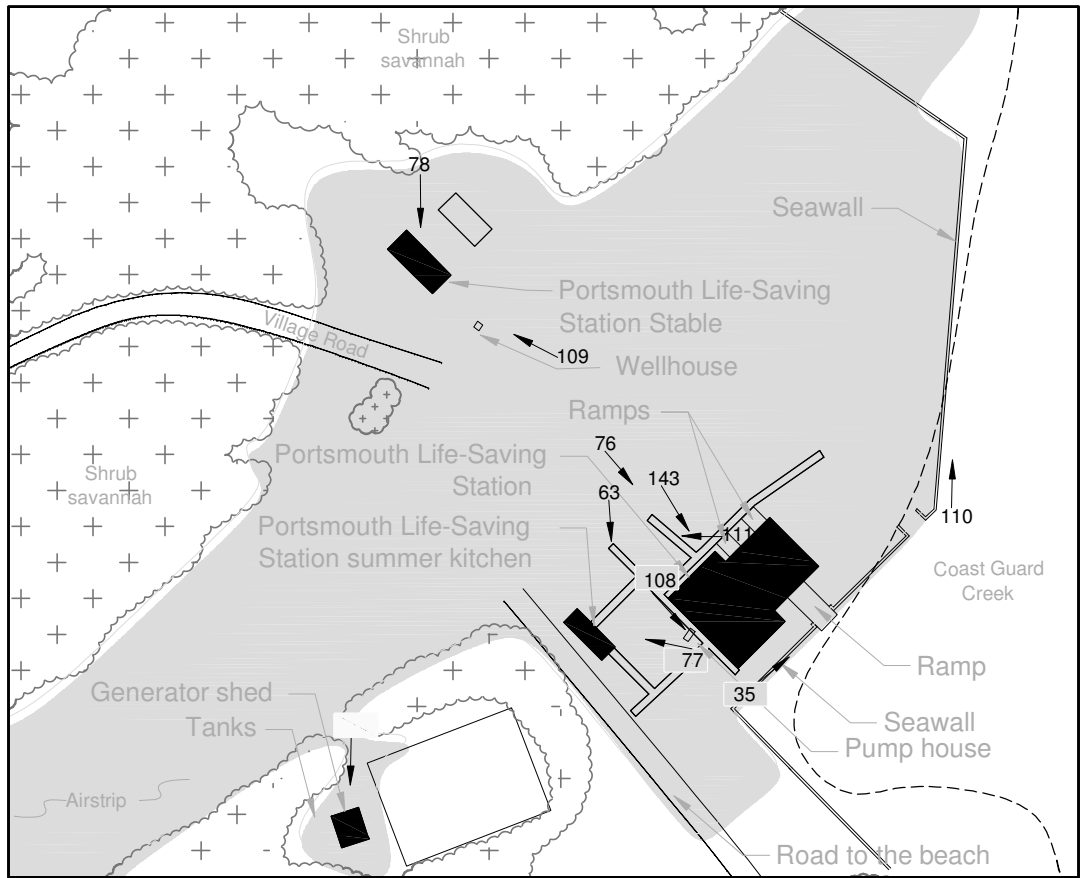 Shrub
savannah
78
Seawall
Portsmouth Life-Saving
Station Stable
Village Road
109
Wellhouse
Ramps
76
Portsmouth Life-Saving
Station
143
63
Shrub
savannah
110
Portsmouth Life-Saving
Station summer kitchen
111
108
Coast Guard
Creek
77
Ramp
35
Generator shed
Tanks
Seawall
Pump house
Airstrip
Road to the beach